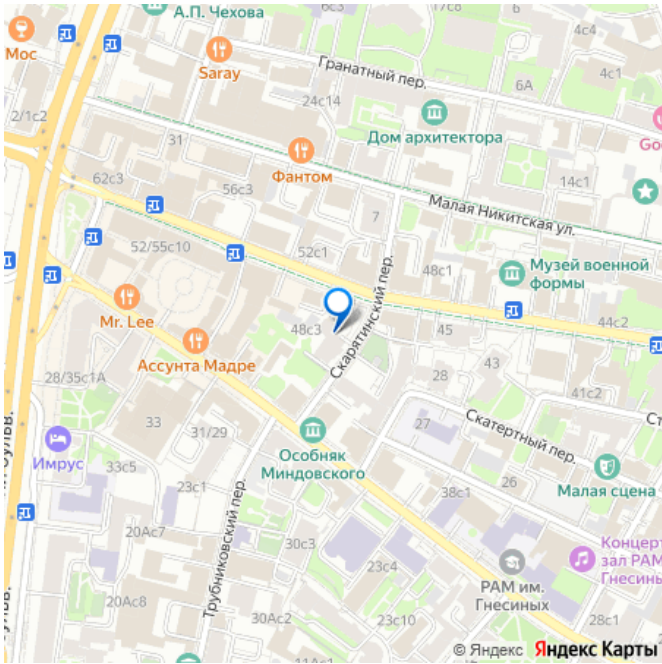 А.П. Чехова
17с8
6
4с4
Мос
Saray
Гранатный пер.
4с1
6А
2/1с2
24с14
Дом архитектора
31
Фантом
14с1
62с3
56с3
7
Малая Никитская ул.
52/55с10
52с1
48с1
Музей военной
формы
Mr. Lee
48с3
Скарятинский пер.
45
44с2
Ассунта Мадре
43
28/35с1А
28
41с2
33
27
Скатертный пер.
31/29
Особняк
Миндовского
Имрус
33с5
26
Малая сцена
23с1
38с1
Трубниковский пер.
20Ас7
30с3
Концерт
зал РАМ
Гнесиных
23с4
РАМ им.
Гнесиных
20Ас8
30Ас2
28с1
23с10
11Ас1
© Яндекс Яндекс Карты